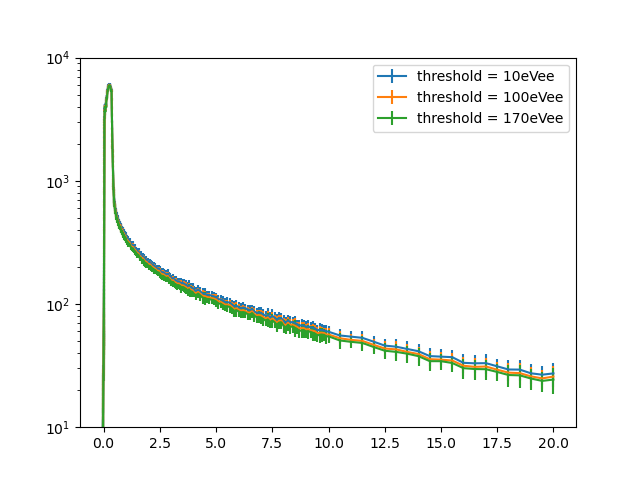 threshold = 10eVee
threshold = 100eVee
threshold = 170eVee
10⁴
10³
10²
10¹
0.0 2.5 5.0 7.5 10.0 12.5 15.0 17.5 20.0